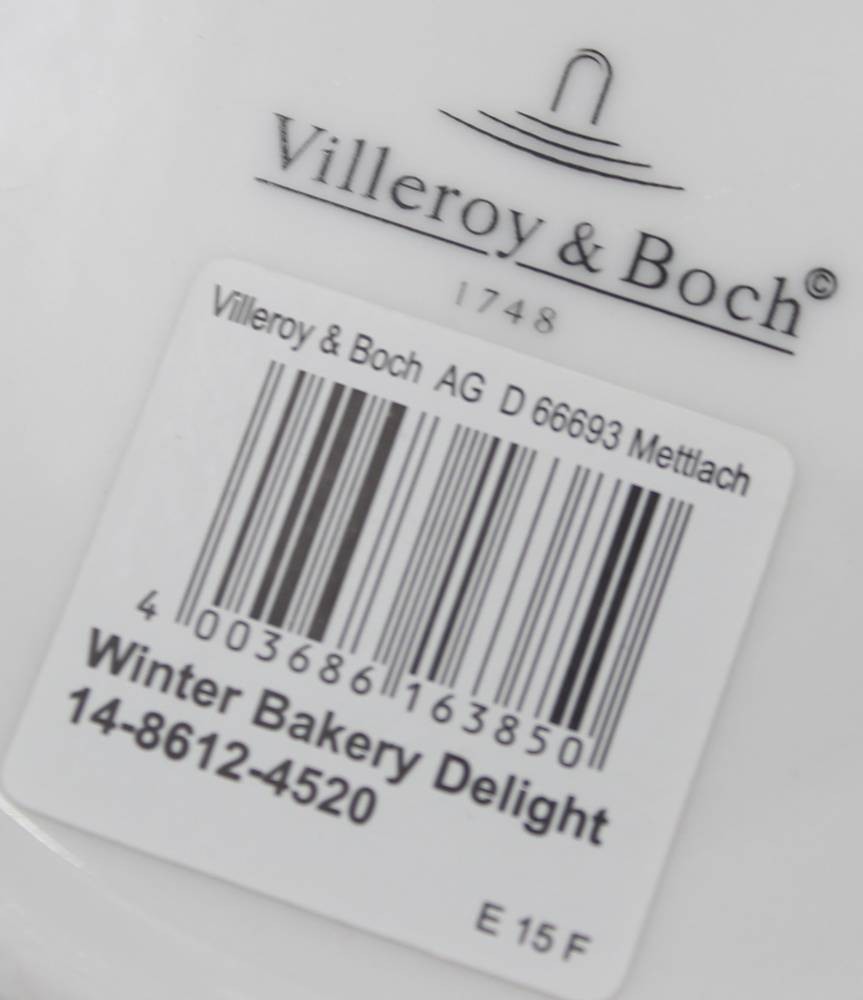 Villeroy & Boch©
1748
Villeroy & Boch AG D 66693 Mettlach
4 003686 163850
Winter Bakery Delight
14-8612-4520
E 15 F